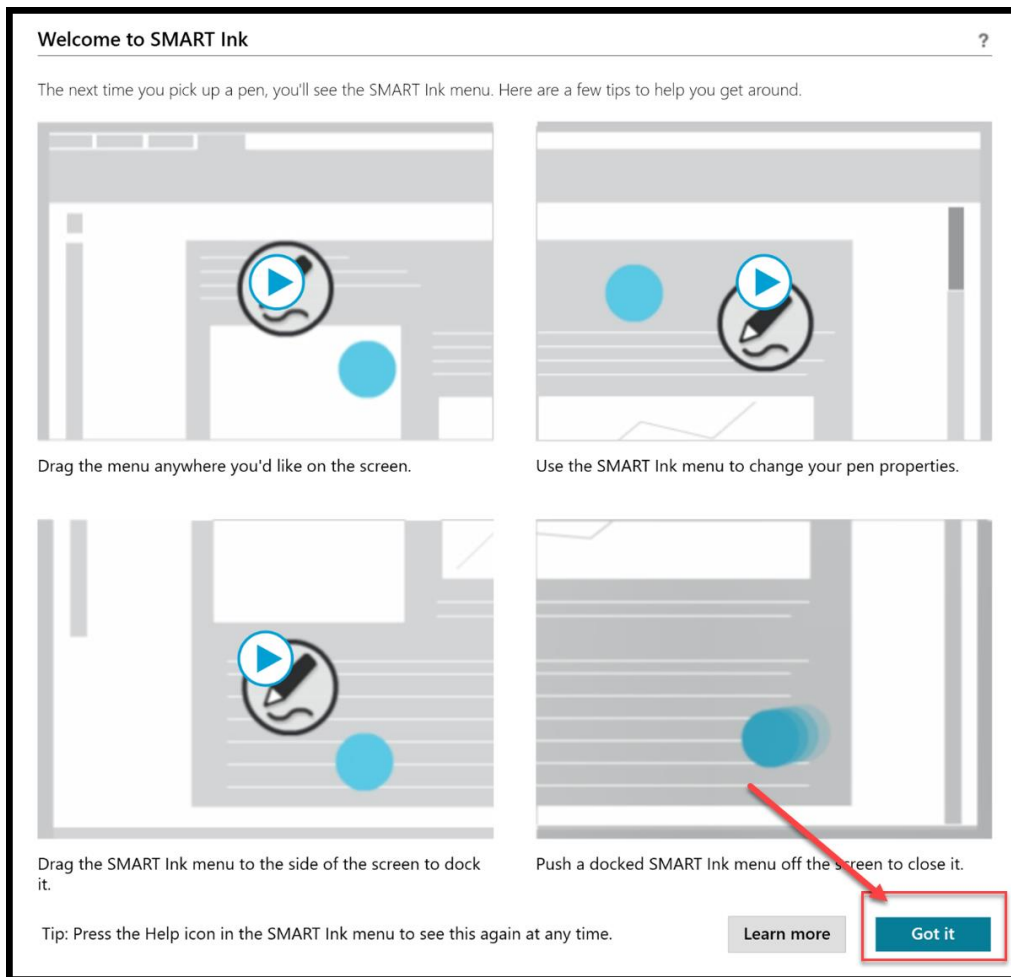 Welcome to SMART Ink
?
The next time you pick up a pen, you'll see the SMART Ink menu. Here are a few tips to help you get around.
Drag the menu anywhere you'd like on the screen.
Use the SMART Ink menu to change your pen properties.
Drag the SMART Ink menu to the side of the screen to dock
it.
Push a docked SMART Ink menu off the screen to close it.
Tip: Press the Help icon in the SMART Ink menu to see this again at any time.
Learn more
Got it